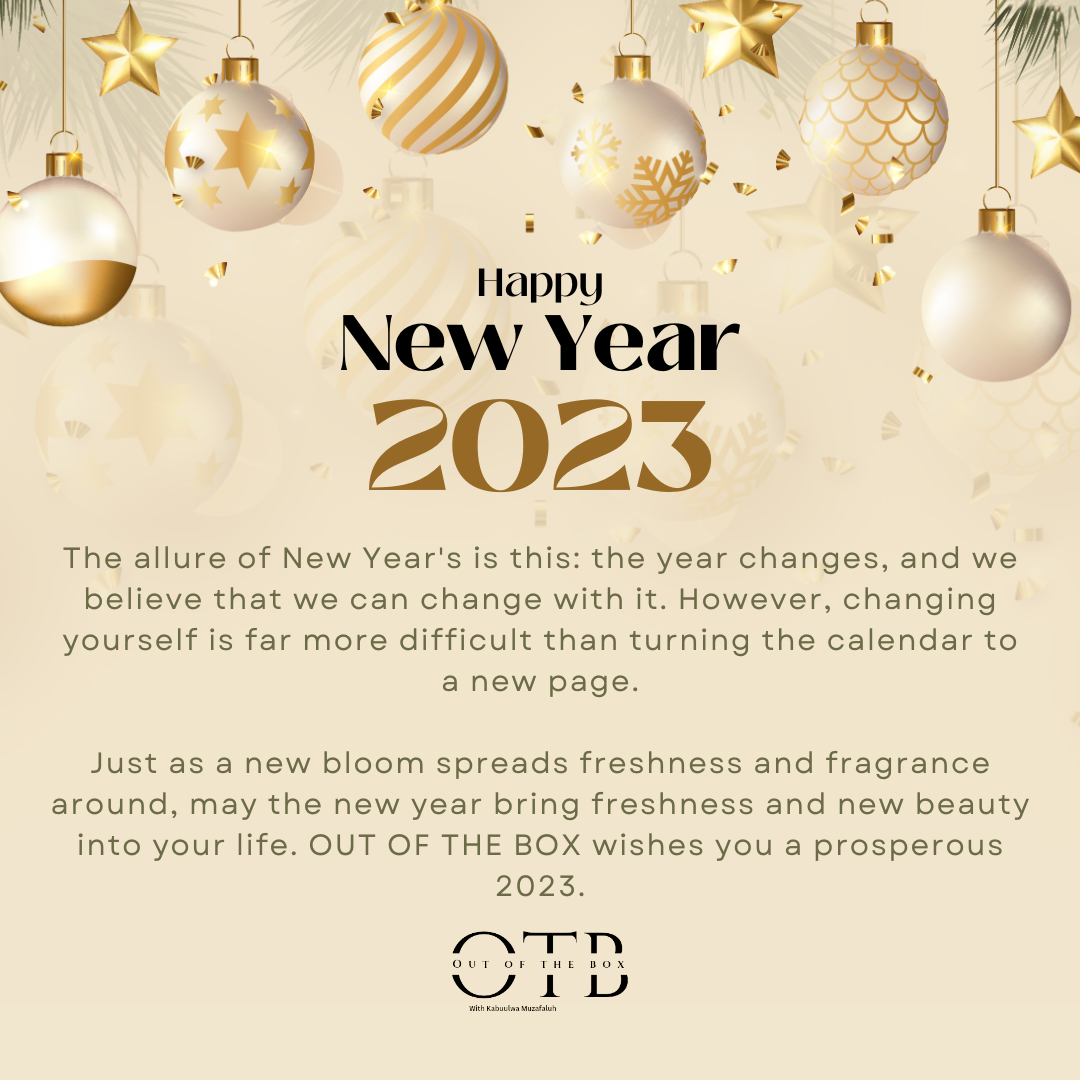 Happy
New Year
2023
The allure of New Year's is this: the year changes, and we
believe that we can change with it. However, changing
yourself is far more difficult than turning the calendar to
a new page.
Just as a new bloom spreads freshness and fragrance
around, may the new year bring freshness and new beauty
into your life. OUT OF THE BOX wishes you a prosperous
2023.
OTB
OUT OF THE BOX
With Kabuulwa Muzafaluh